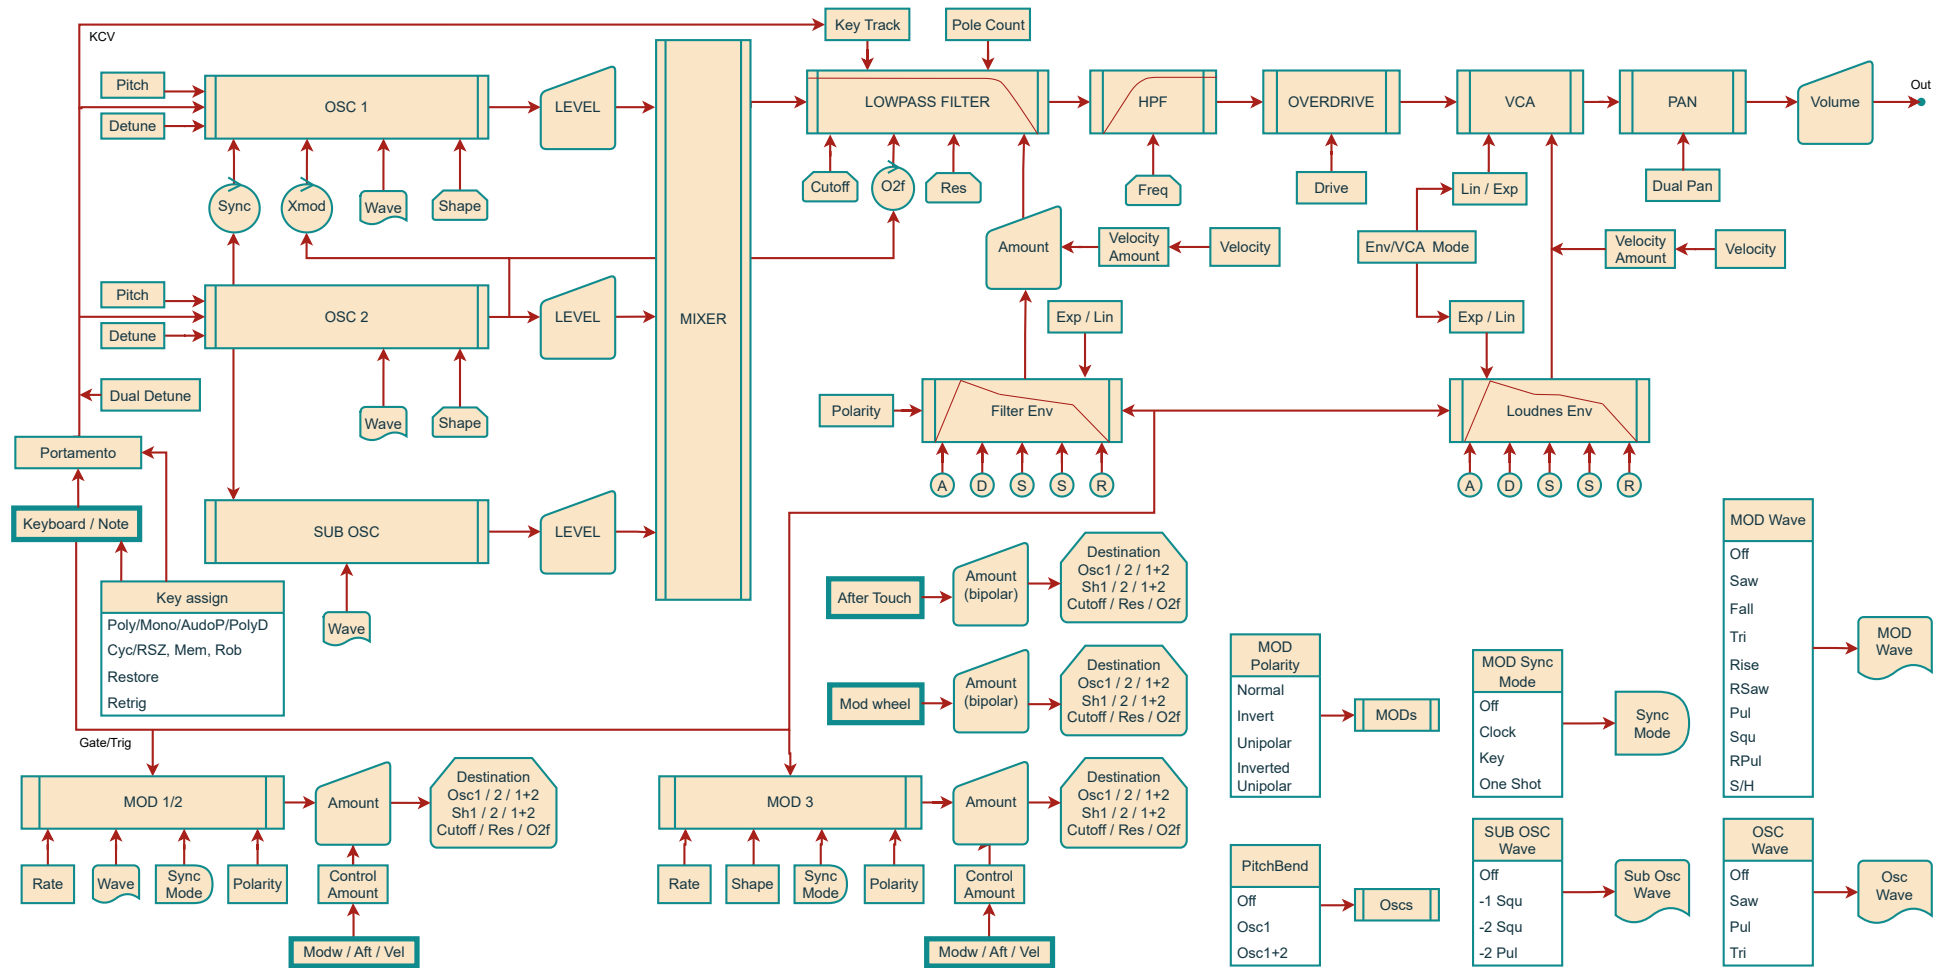 KCV
Key Track
Pole Count
Pitch
OSC 1
Detune
LEVEL
LOWPASS FILTER
HPF
OVERDRIVE
VCA
PAN
Volume
Out
Sync
Xmod
Wave
Shape
Cutoff
O2f
Res
Freq
Drive
Lin / Exp
Dual Pan
Amount
Velocity
Amount
Velocity
Env/VCA Mode
Velocity
Amount
Velocity
Pitch
OSC 2
Detune
LEVEL
MIXER
Exp / Lin
Exp / Lin
Dual Detune
Wave
Shape
Polarity
Filter Env
Loudnes Env
Portamento
A
D
S
S
R
A
D
S
S
R
Keyboard / Note
SUB OSC
LEVEL
Wave
Key assign
Poly/Mono/AudoP/PolyD
Cyc/RSZ, Mem, Rob
Restore
Retrig
After Touch
Amount
(bipolar)
Destination
Osc1 / 2 / 1+2
Sh1 / 2 / 1+2
Cutoff / Res / O2f
Mod wheel
Amount
(bipolar)
Destination
Osc1 / 2 / 1+2
Sh1 / 2 / 1+2
Cutoff / Res / O2f
MOD
Polarity
Normal
Invert
Unipolar
Inverted
Unipolar
MODs
MOD Sync
Mode
Off
Clock
Key
One Shot
Sync
Mode
MOD Wave
Off
Saw
Fall
Tri
Rise
RSaw
Pul
Squ
RPul
S/H
MOD
Wave
Gate/Trig
MOD 1/2
Amount
Destination
Osc1 / 2 / 1+2
Sh1 / 2 / 1+2
Cutoff / Res / O2f
Rate
Wave
Sync
Mode
Polarity
Control
Amount
Modw / Aft / Vel
MOD 3
Amount
Destination
Osc1 / 2 / 1+2
Sh1 / 2 / 1+2
Cutoff / Res / O2f
Rate
Shape
Sync
Mode
Polarity
Control
Amount
Modw / Aft / Vel
PitchBend
Off
Osc1
Osc1+2
Oscs
SUB OSC
Wave
Off
-1 Squ
-2 Squ
-2 Pul
Sub Osc
Wave
OSC
Wave
Off
Saw
Pul
Tri
Osc
Wave